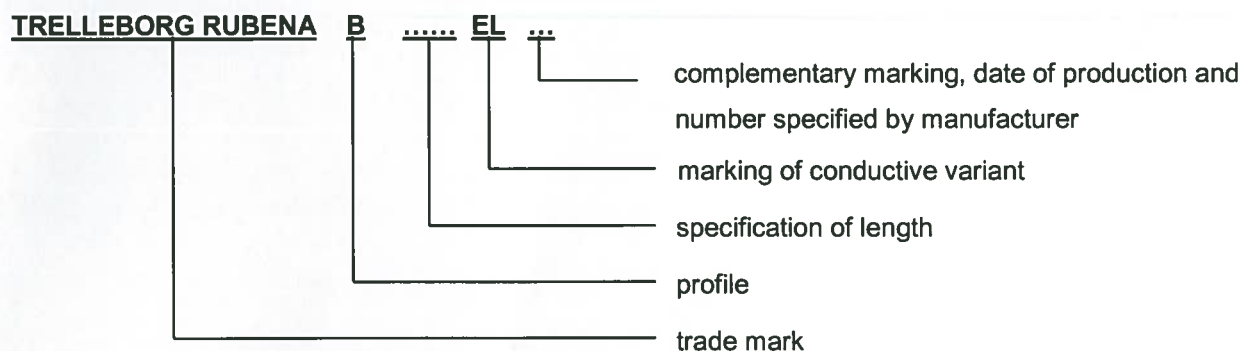 TRELLEBORG RUBENA B ...... EL ...
complementary marking, date of production and
number specified by manufacturer
marking of conductive variant
specification of length
profile
trade mark